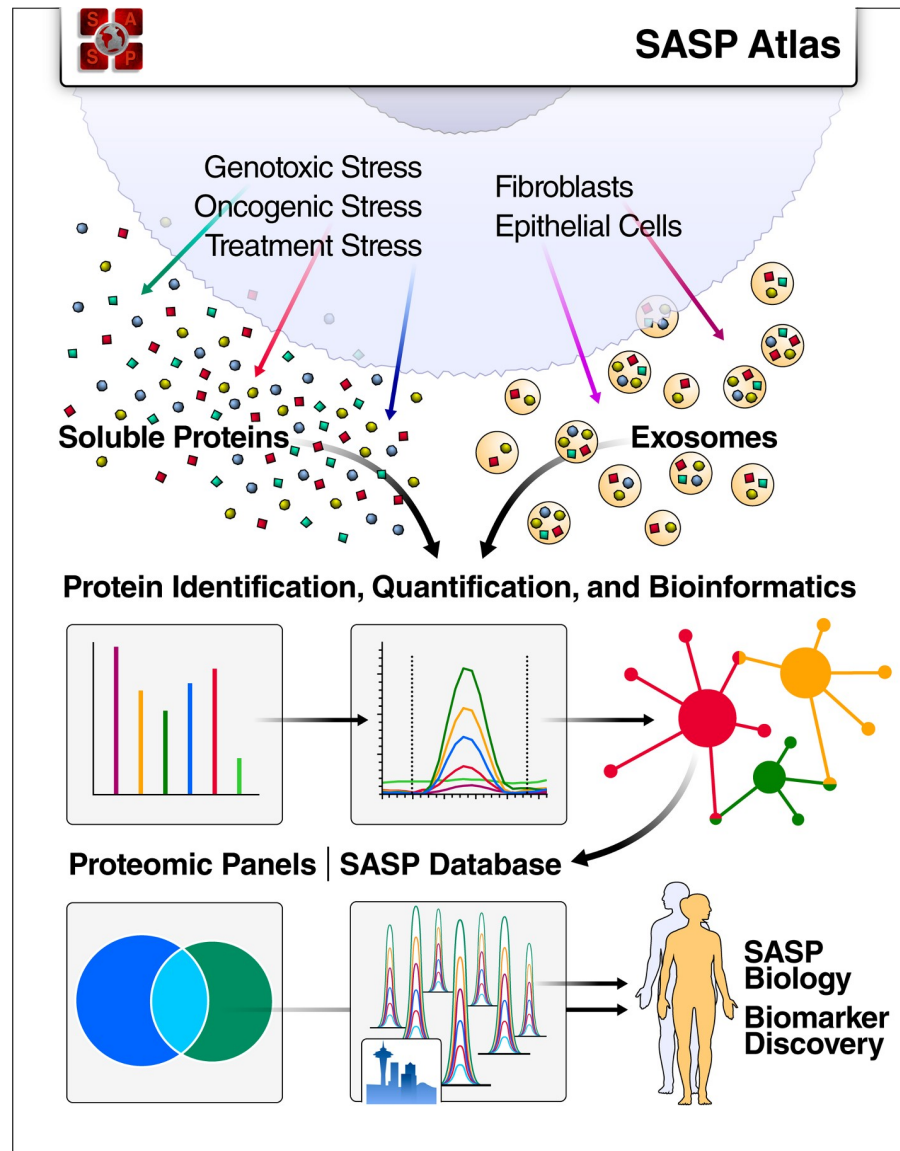 S A
S P
SASP Atlas
Genotoxic Stress
Oncogenic Stress
Treatment Stress
Fibroblasts
Epithelial Cells
Soluble Proteins
Exosomes
Protein Identification, Quantification, and Bioinformatics
Proteomic Panels | SASP Database
SASP
Biology
Biomarker
Discovery